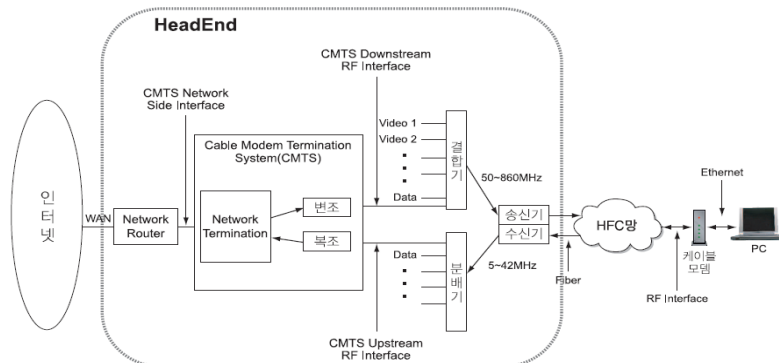 HeadEnd
CMTS Downstream
RF Interface
CMTS Network
Side Interface
Cable Modem Termination
System(CMTS)
Video 1
Video 2
Data
결합기
50~860MHz
인터넷
WAN
Network
Router
Network
Termination
변조
복조
송신기
수신기
HFC망
Ethernet
케이블
모뎀
PC
Data
분배기
5~42MHz
Fiber
RF Interface
CMTS Upstream
RF Interface